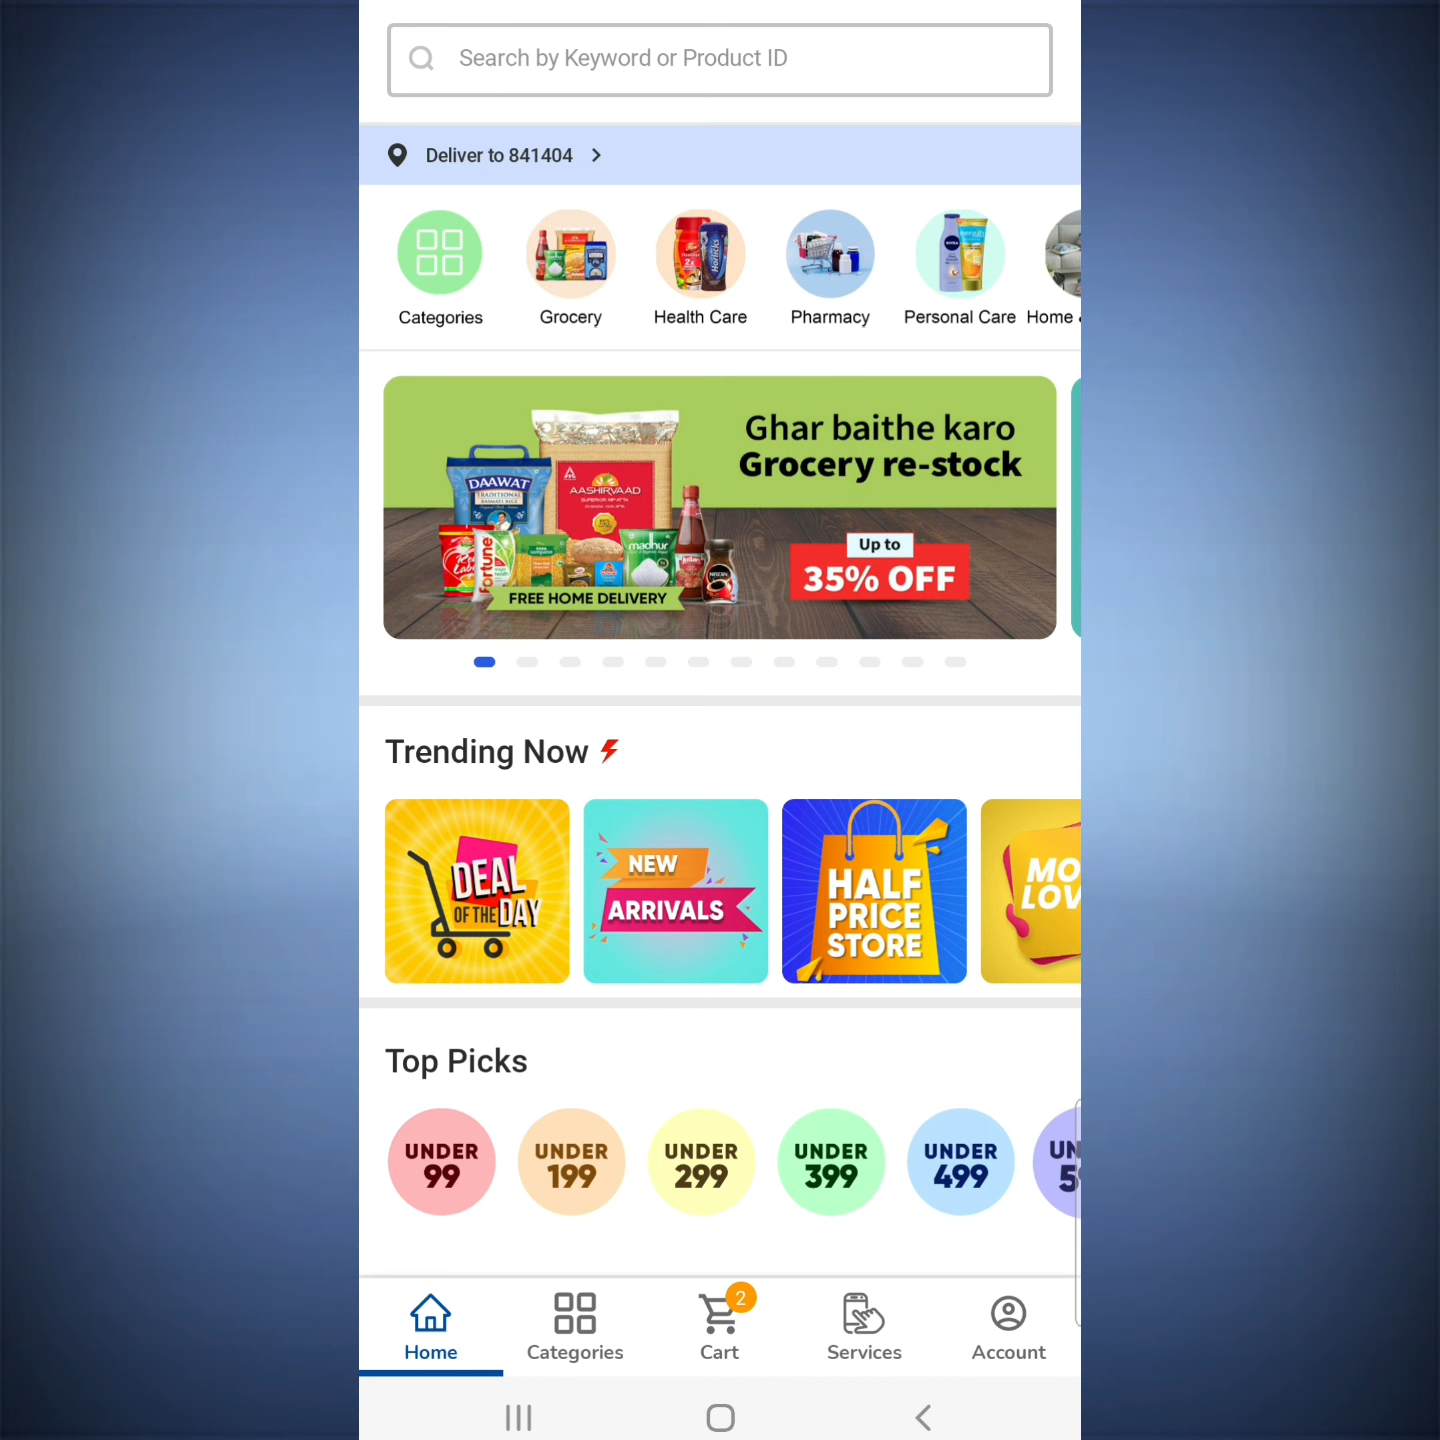 Search by Keyword or Product ID
Deliver to 841404
Categories
Grocery
Health Care
Pharmacy
Personal Care
Home
Ghar baithe karo
Grocery re-stock
DAAWAT
TRADITIONAL
BASMATI RICE
AASHIRVAAD
fortune
madhur
NESCAFÉ
FREE HOME DELIVERY
Up to
35% OFF
Trending Now
DEAL
OF THE DAY
NEW
ARRIVALS
HALF
PRICE
STORE
MO
LOV
Top Picks
UNDER
99
UNDER
199
UNDER
299
UNDER
399
UNDER
499
UN
5
Home
Categories
2
Cart
Services
Account